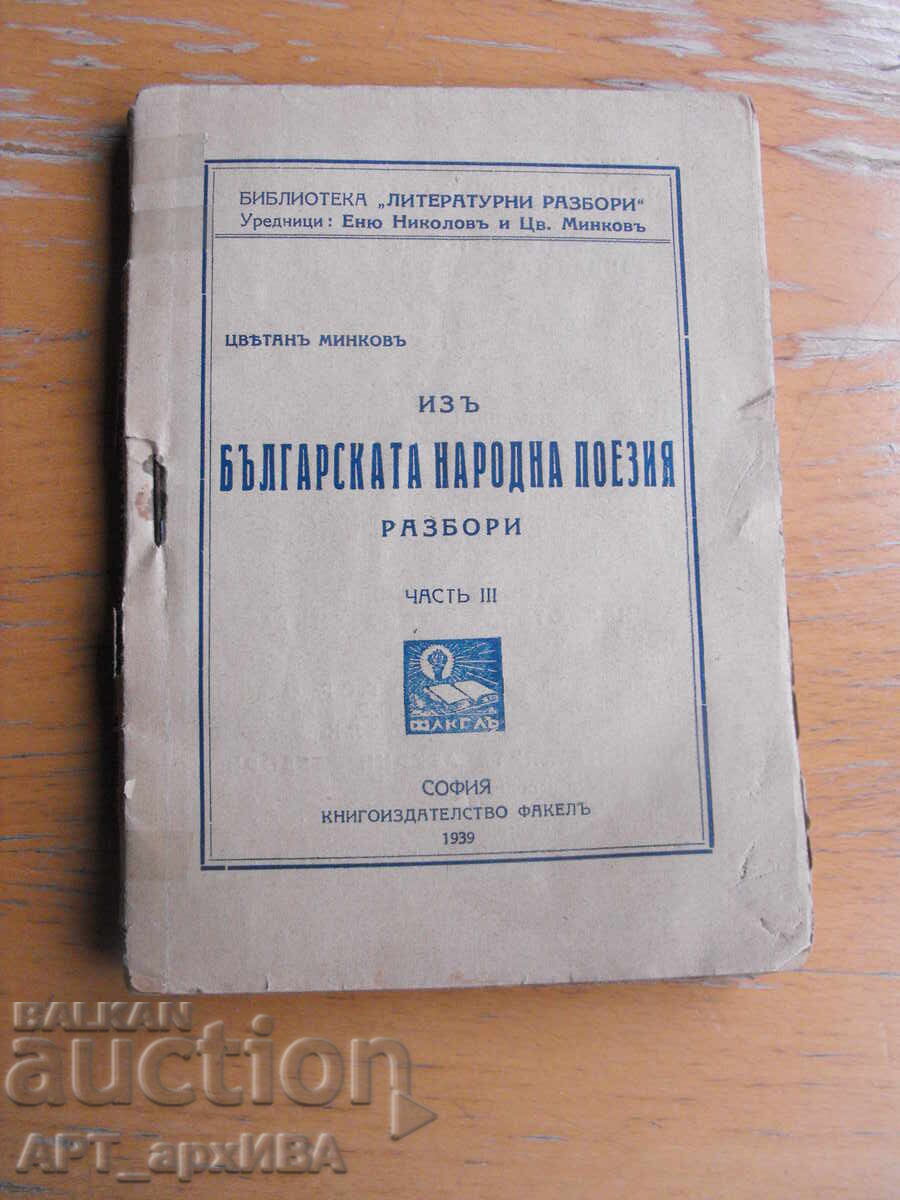 БИБЛИОТЕКА „ЛИТЕРАТУРНИ РАЗБОРИ“
Уредници: Еню Николовъ и Цв. Минковъ
ЦВѢТАНЪ МИНКОВЪ
ИЗЪ
БЪЛГАРСКАТА НАРОДНА ПОЕЗИЯ
РАЗБОРИ
ЧАСТЬ III
ФАКЕЛЪ
СОФИЯ
КНИГОИЗДАТЕЛСТВО ФАКЕЛЪ
1939
BALKAN
auction
АРТ_архИВА